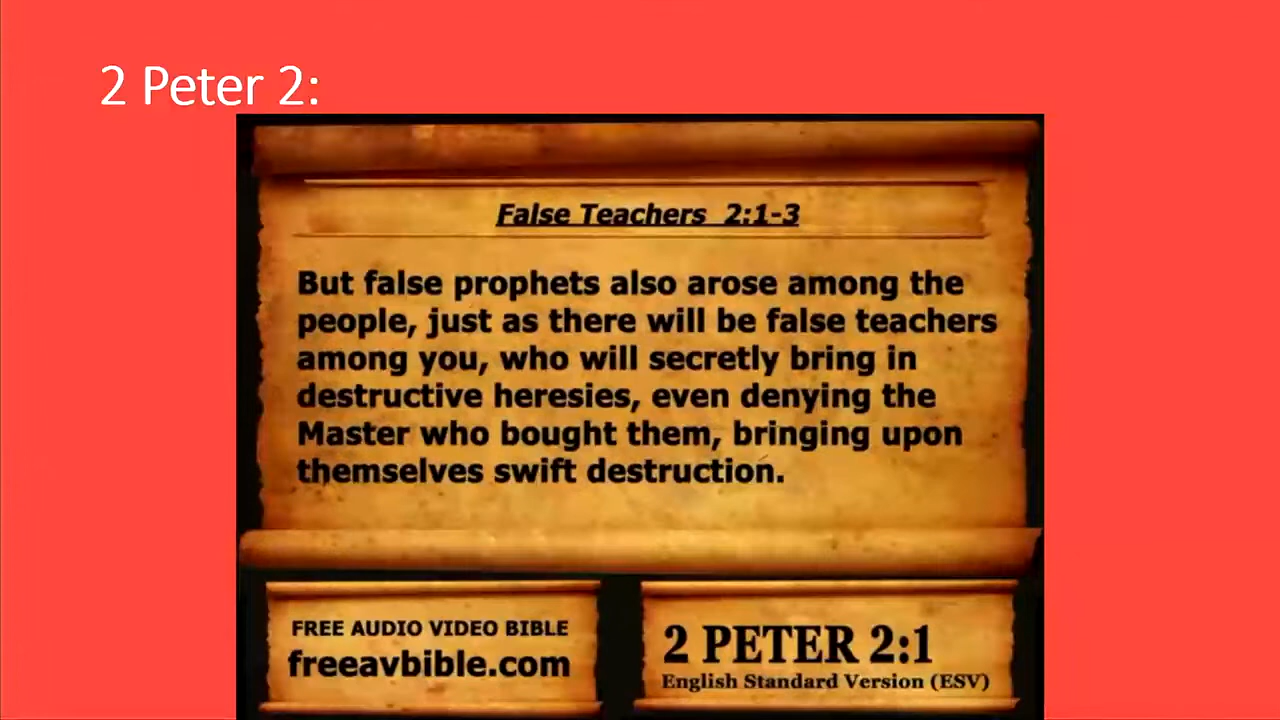 2 Peter 2:
False Teachers 2:1-3
But false prophets also arose among the
people, just as there will be false teachers
among you, who will secretly bring in
destructive heresies, even denying the
Master who bought them, bringing upon
themselves swift destruction.
FREE AUDIO VIDEO BIBLE
freeavbible.com
2 PETER 2:1
English Standard Version (ESV)